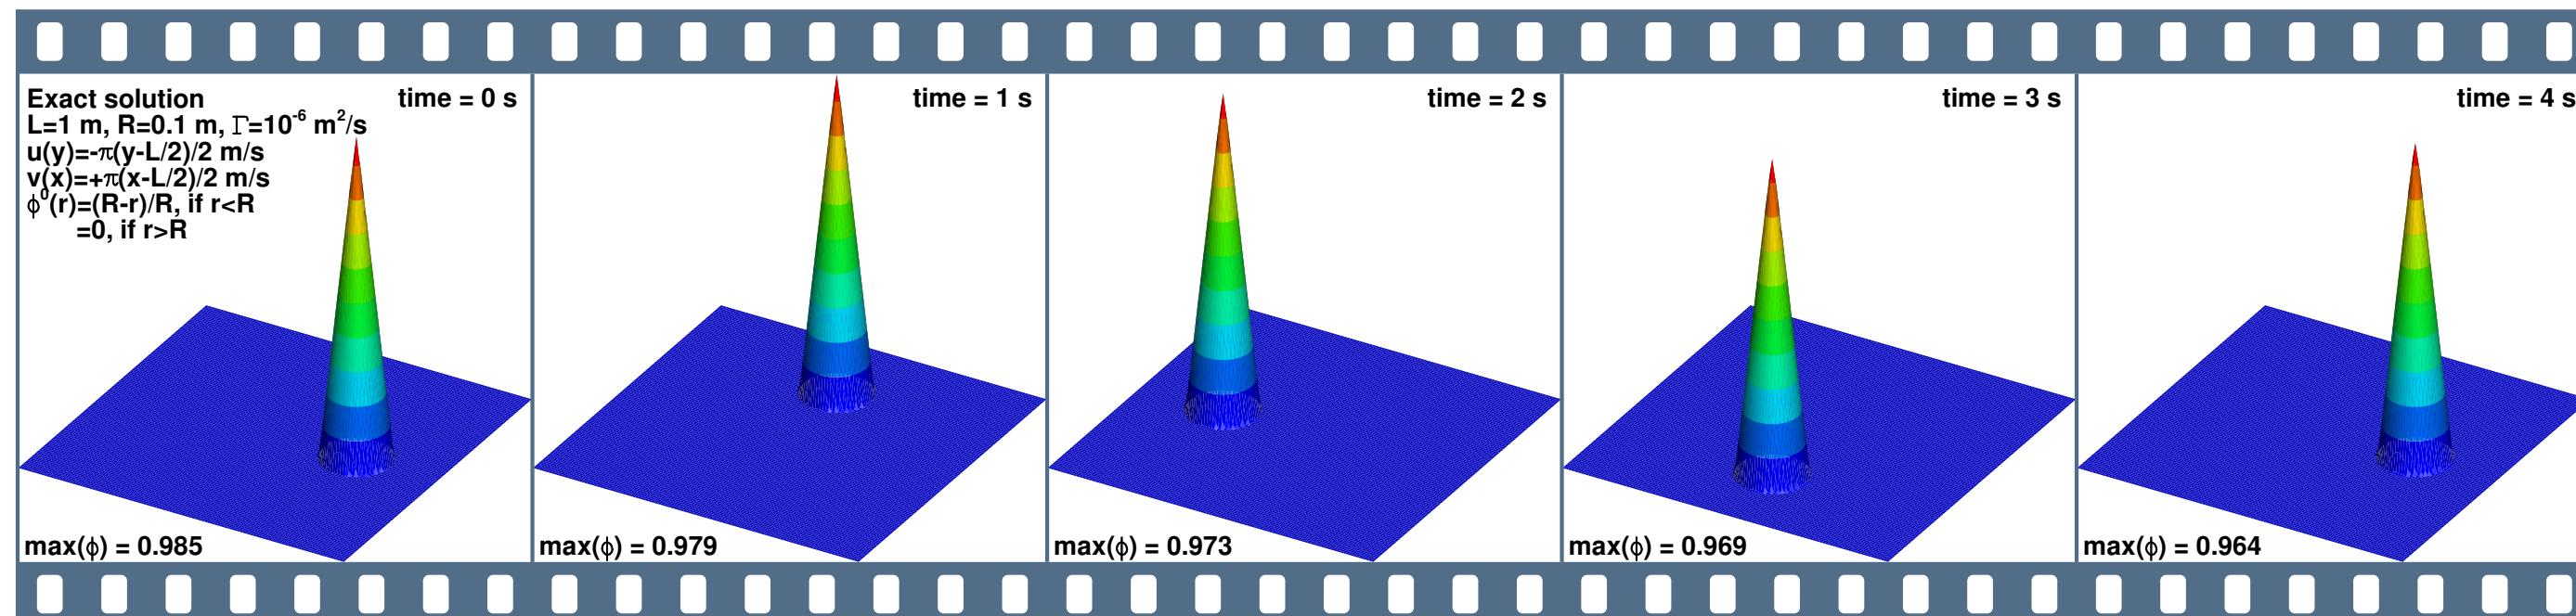 Exact solution
time = 0 s
L=1 m, R=0.1 m, Γ=10⁻⁶ m²/s
u(y)=-π(y-L/2)/2 m/s
v(x)=+π(x-L/2)/2 m/s
ϕ⁰(r)=(R-r)/R, if r<R
=0, if r>R
max(ϕ) = 0.985
time = 1 s
max(ϕ) = 0.979
time = 2 s
max(ϕ) = 0.973
time = 3 s
max(ϕ) = 0.969
time = 4 s
max(ϕ) = 0.964